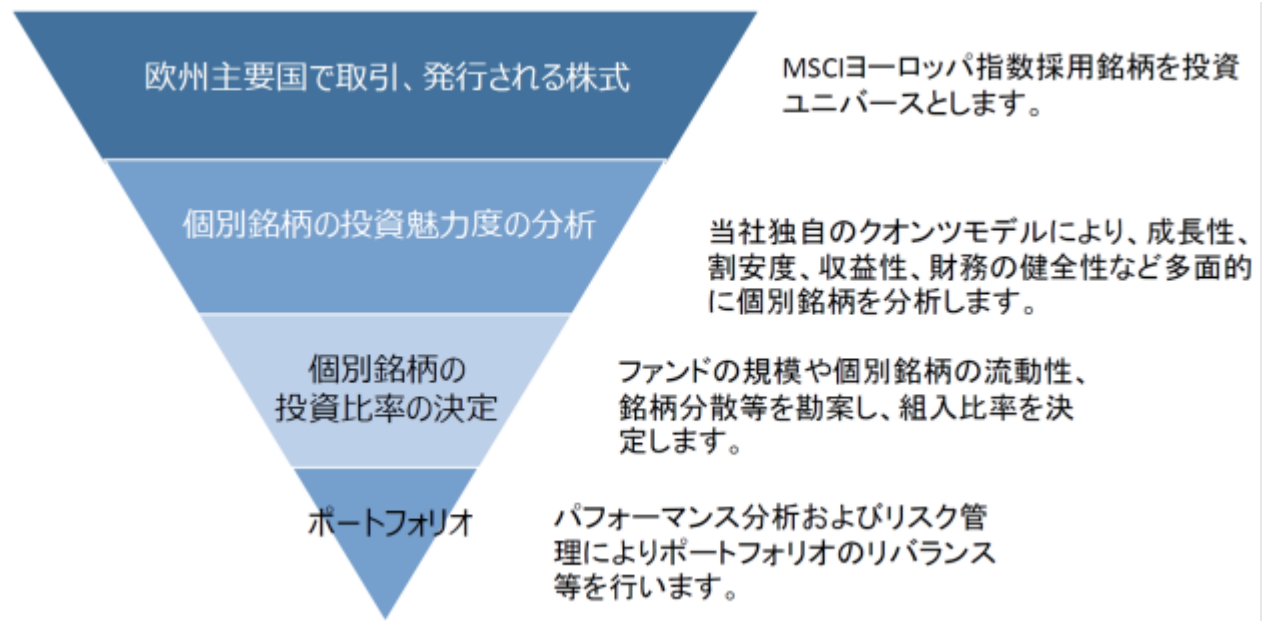 欧州主要国で取引、発行される株式
MSCIヨーロッパ指数採用銘柄を投資
ユニバースとします。
個別銘柄の投資魅力度の分析
当社独自のクオンツモデルにより、成長性、
割安度、収益性、財務の健全性など多面的
に個別銘柄を分析します。
個別銘柄の
投資比率の決定
ファンドの規模や個別銘柄の流動性、
銘柄分散等を勘案し、組入比率を決
定します。
ポートフォリオ
パフォーマンス分析およびリスク管
理によりポートフォリオのリバランス
等を行います。